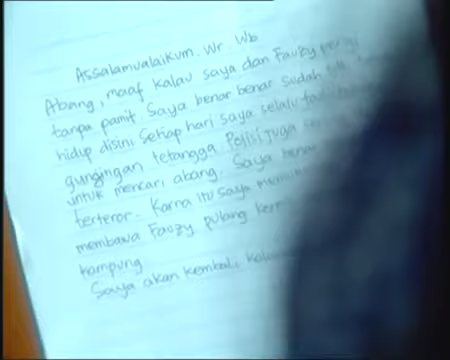 Assalamualaikum. Wr. Wb
Abang, maaf kalau saya dan Fauzy pergi
tanpa pamit. Saya benar benar sudah
hidup disini. Setiap hari saya selalu
gunjingan tetangga. Polisi juga
untuk mencari abang. Saya benar
terteror. Karna itu saya
membawa Fauzy pulang
kampung
Saya akan kembali